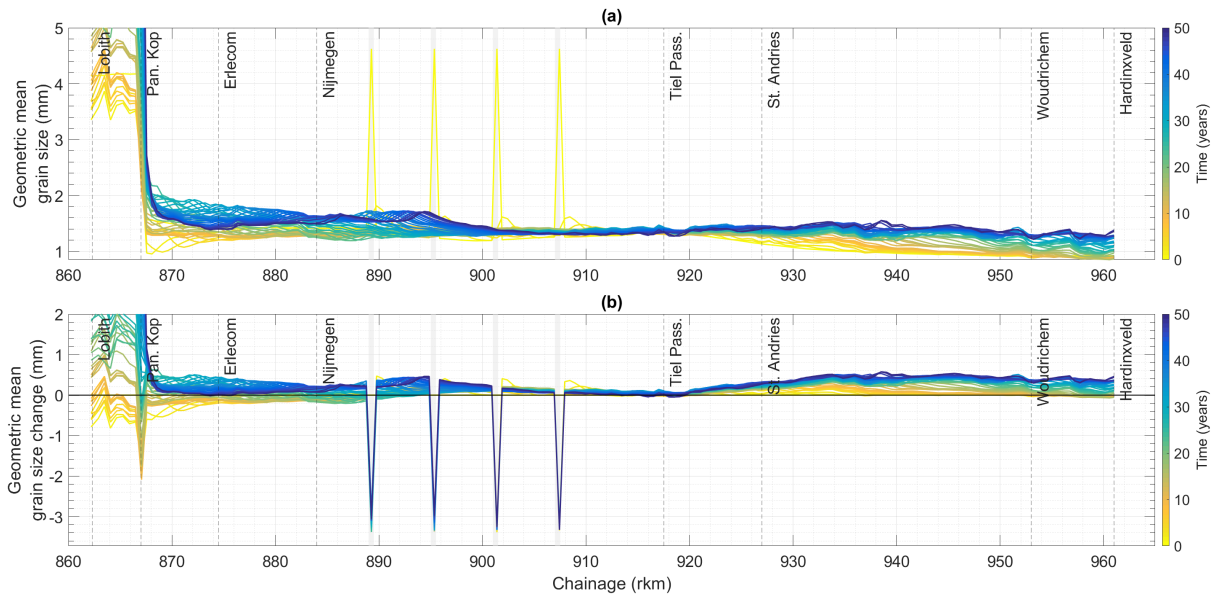 (a)
5
4
3
2
1
Geometric mean
grain size (mm)
Lobith
Pan. Kop
Erlecom
Nijmegen
Tiel Pass.
St. Andries
Woudrichem
Hardinxveld
860
870
880
890
900
910
920
930
940
950
960
50
40
30
20
10
0
Time (years)
(b)
2
1
0
-1
-2
-3
Geometric mean
grain size change (mm)
Lobith
Pan. Kop
Erlecom
Nijmegen
Tiel Pass.
St. Andries
Woudrichem
Hardinxveld
860
870
880
890
900
910
920
930
940
950
960
Chainage (rkm)
50
40
30
20
10
0
Time (years)